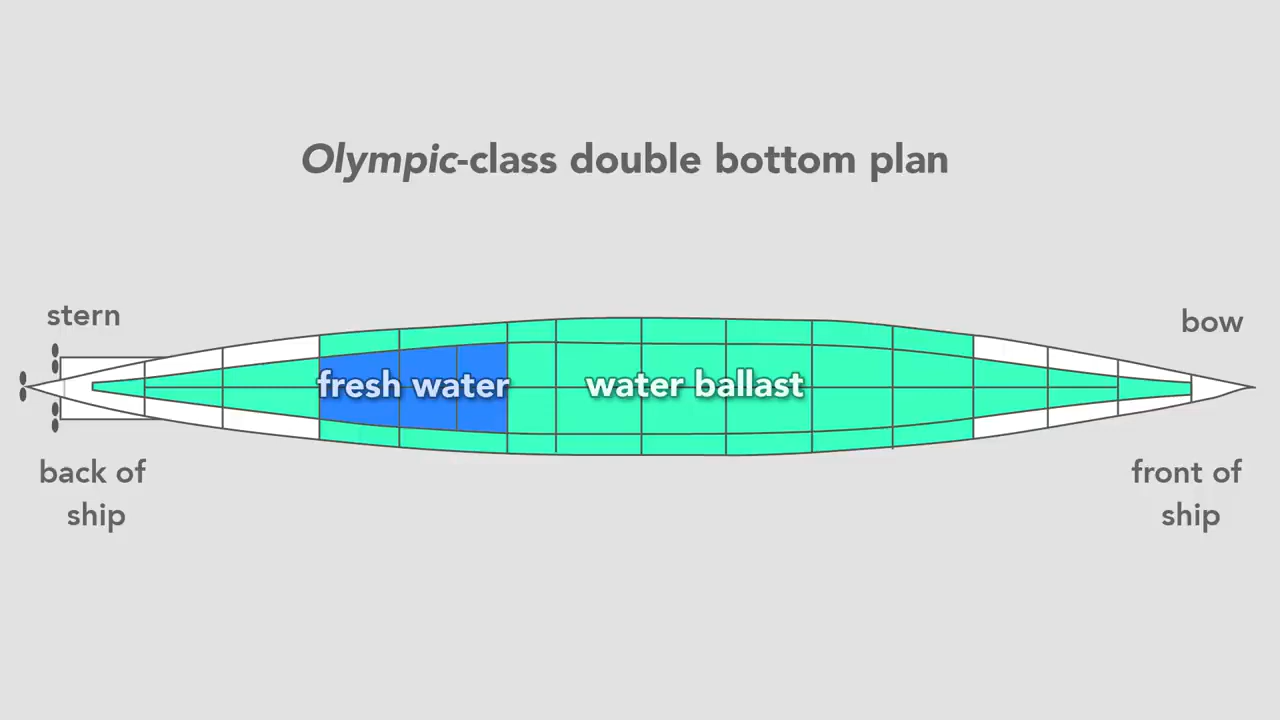 Olympic-class double bottom plan
stern
bow
fresh water
water ballast
back of
ship
front of
ship